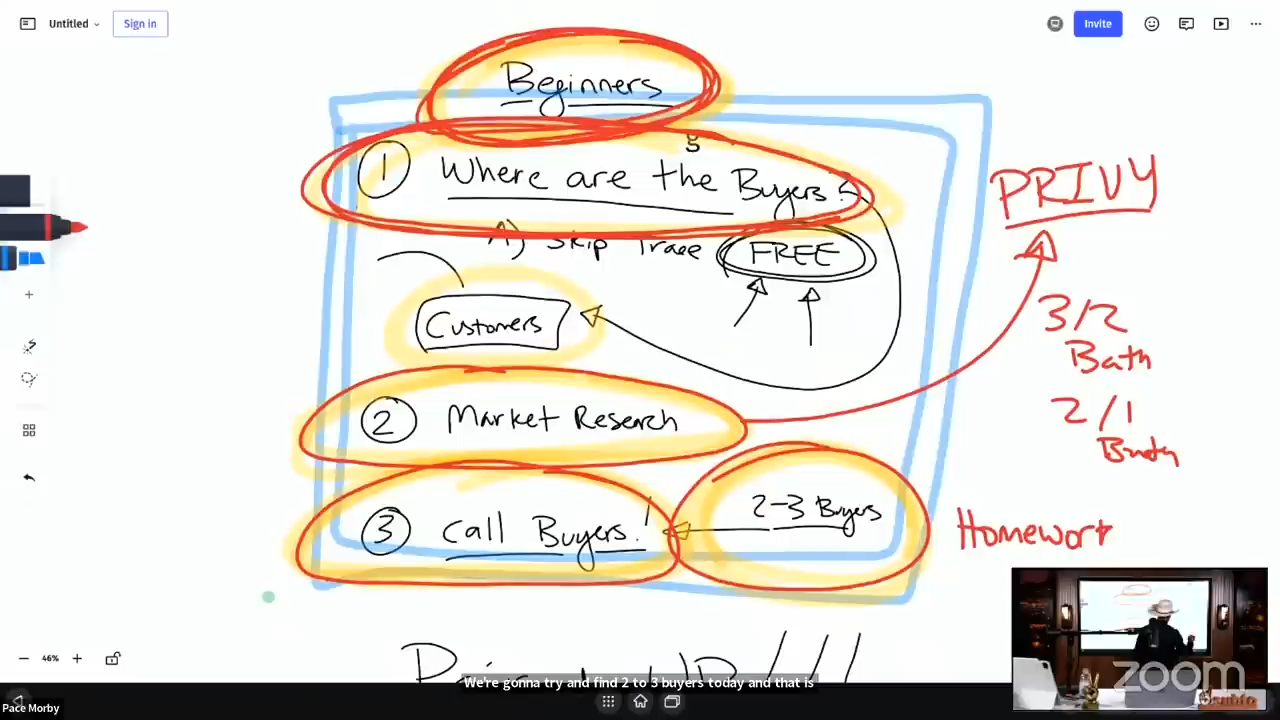 Untitled
Sign in
Invite
Beginners
1 Where are the Buyers?
A) Skip Trace FREE
PRIVY
Customers
3/2
Bath
2 Market Research
2/1
Bath
3 Call Buyers!
2-3 Buyers
Homework
46%
We're gonna try and find 2 to 3 buyers today and that is
zoom
Pace Morby